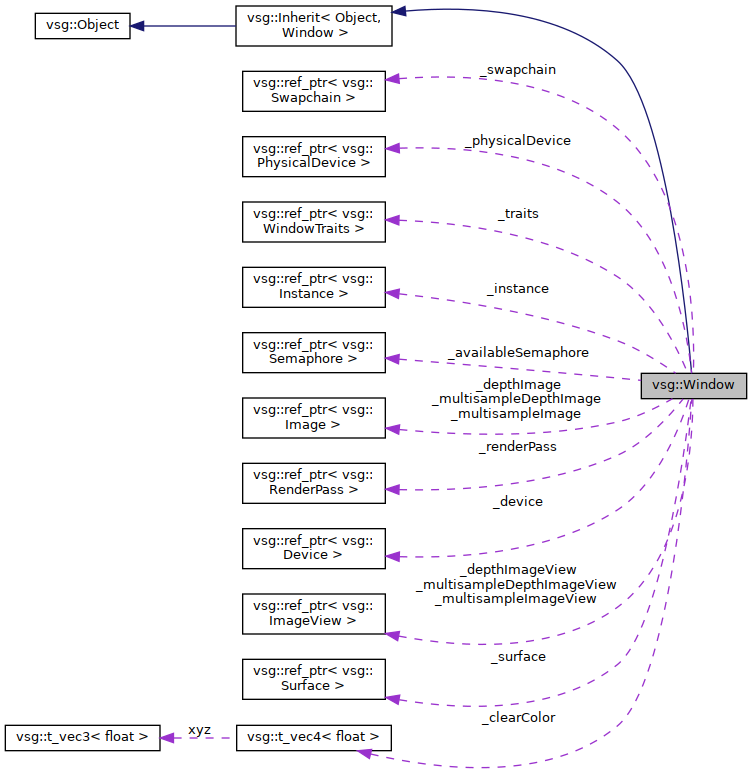 vsg::Object
vsg::Inherit< Object,
Window >
_swapchain
vsg::ref_ptr< vsg::
Swapchain >
_physicalDevice
vsg::ref_ptr< vsg::
PhysicalDevice >
_traits
vsg::ref_ptr< vsg::
WindowTraits >
_instance
vsg::ref_ptr< vsg::
Instance >
_availableSemaphore
vsg::ref_ptr< vsg::
Semaphore >
vsg::Window
_depthImage
_multisampleDepthImage
_multisampleImage
vsg::ref_ptr< vsg::
Image >
_renderPass
vsg::ref_ptr< vsg::
RenderPass >
_device
vsg::ref_ptr< vsg::
Device >
_depthImageView
_multisampleDepthImageView
_multisampleImageView
vsg::ref_ptr< vsg::
ImageView >
_surface
vsg::ref_ptr< vsg::
Surface >
_clearColor
vsg::t_vec3< float >
xyz
vsg::t_vec4< float >